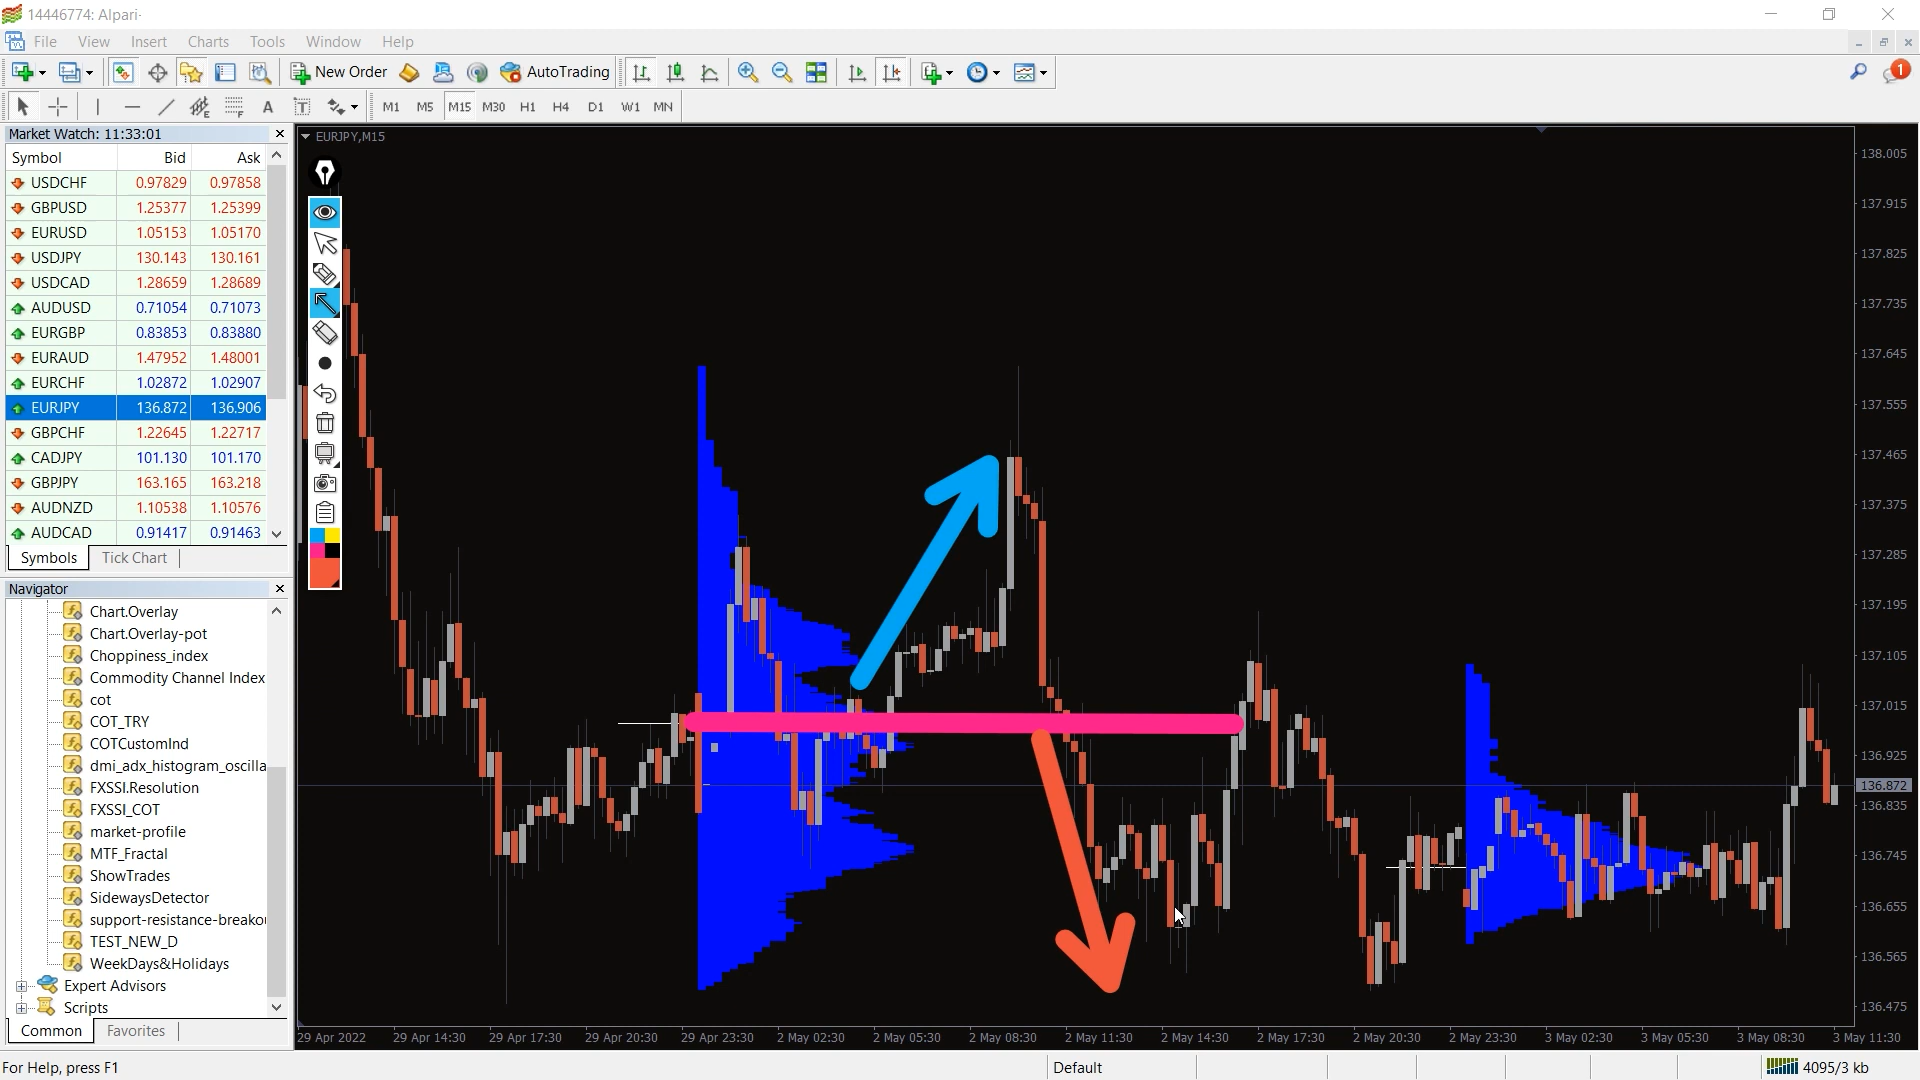 14446774: Alpari-
File View Insert Charts Tools Window Help
New Order AutoTrading 1
A T M1 M5 M15 M30 H1 H4 D1 W1 MN
Market Watch: 11:33:01
Symbol Bid Ask
USDCHF 0.97829 0.97858
GBPUSD 1.25377 1.25399
EURUSD 1.05153 1.05170
USDJPY 130.143 130.161
USDCAD 1.28659 1.28689
AUDUSD 0.71054 0.71073
EURGBP 0.83853 0.83880
EURAUD 1.47952 1.48001
EURCHF 1.02872 1.02907
EURJPY 136.872 136.906
GBPCHF 1.22645 1.22717
CADJPY 101.130 101.170
GBPJPY 163.165 163.218
AUDNZD 1.10538 1.10576
AUDCAD 0.91417 0.91463
Symbols Tick Chart
Navigator
Chart.Overlay
Chart.Overlay-pot
Choppiness_index
Commodity Channel Index
cot
COT_TRY
COTCustomInd
dmi_adx_histogram_oscilla
FXSSI.Resolution
FXSSI_COT
market-profile
MTF_Fractal
ShowTrades
SidewaysDetector
support-resistance-breakou
TEST_NEW_D
WeekDays&Holidays
Expert Advisors
Scripts
Common Favorites
EURJPY,M15
138.005
137.915
137.825
137.735
137.645
137.555
137.465
137.375
137.285
137.195
137.105
137.015
136.925
136.872
136.835
136.745
136.655
136.565
136.475
29 Apr 2022 29 Apr 14:30 29 Apr 17:30 29 Apr 20:30 29 Apr 23:30 2 May 02:30 2 May 05:30 2 May 08:30 2 May 11:30 2 May 14:30 2 May 17:30 2 May 20:30 2 May 23:30 3 May 02:30 3 May 05:30 3 May 08:30 3 May 11:30
For Help, press F1 Default 4095/3 kb